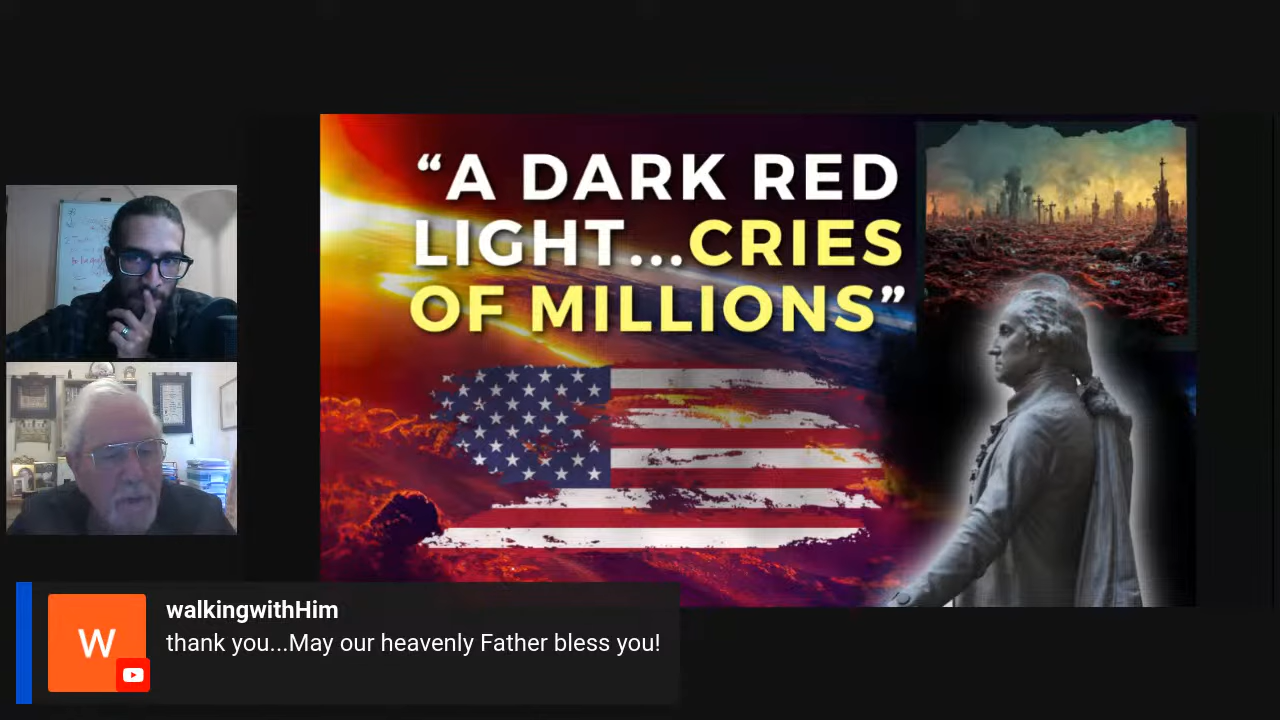 “A DARK RED
LIGHT...CRIES
OF MILLIONS”
walkingwithHim
thank you...May our heavenly Father bless you!
W